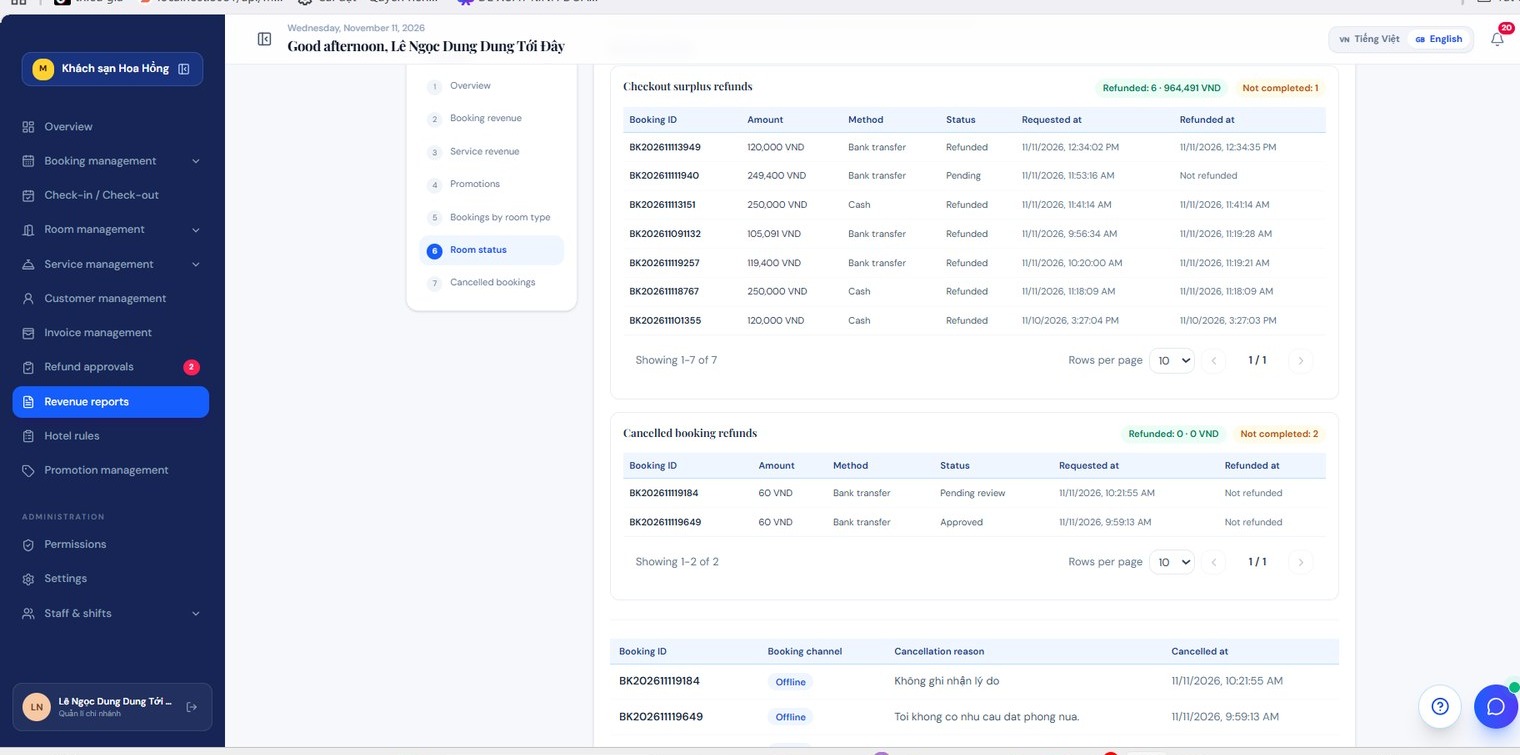 Wednesday, November 11, 2026
Good afternoon, Lê Ngọc Dung Dung Tới Đây
VN Tiếng Việt GB English
20
M Khách sạn Hoa Hồng
Overview
Booking management
Check-in / Check-out
Room management
Service management
Customer management
Invoice management
Refund approvals 2
Revenue reports
Hotel rules
Promotion management
ADMINISTRATION
Permissions
Settings
Staff & shifts
LN Lê Ngọc Dung Dung Tới ...
Quản lí chi nhánh
1 Overview
2 Booking revenue
3 Service revenue
4 Promotions
5 Bookings by room type
6 Room status
7 Cancelled bookings
Checkout surplus refunds Refunded: 6 · 964,491 VND Not completed: 1
Booking ID Amount Method Status Requested at Refunded at
BK202611113949 120,000 VND Bank transfer Refunded 11/11/2026, 12:34:02 PM 11/11/2026, 12:34:35 PM
BK202611111940 249,400 VND Bank transfer Pending 11/11/2026, 11:53:16 AM Not refunded
BK202611113151 250,000 VND Cash Refunded 11/11/2026, 11:41:14 AM 11/11/2026, 11:41:14 AM
BK202611091132 105,091 VND Bank transfer Refunded 11/11/2026, 9:56:34 AM 11/11/2026, 11:19:28 AM
BK202611119257 119,400 VND Bank transfer Refunded 11/11/2026, 10:20:00 AM 11/11/2026, 11:19:21 AM
BK202611118767 250,000 VND Cash Refunded 11/11/2026, 11:18:09 AM 11/11/2026, 11:18:09 AM
BK202611101355 120,000 VND Cash Refunded 11/10/2026, 3:27:04 PM 11/10/2026, 3:27:03 PM
Showing 1-7 of 7 Rows per page 10 1 / 1
Cancelled booking refunds Refunded: 0 · 0 VND Not completed: 2
Booking ID Amount Method Status Requested at Refunded at
BK202611119184 60 VND Bank transfer Pending review 11/11/2026, 10:21:55 AM Not refunded
BK202611119649 60 VND Bank transfer Approved 11/11/2026, 9:59:13 AM Not refunded
Showing 1-2 of 2 Rows per page 10 1 / 1
Booking ID Booking channel Cancellation reason Cancelled at
BK202611119184 Offline Không ghi nhận lý do 11/11/2026, 10:21:55 AM
BK202611119649 Offline Toi khong co nhu cau dat phong nua. 11/11/2026, 9:59:13 AM